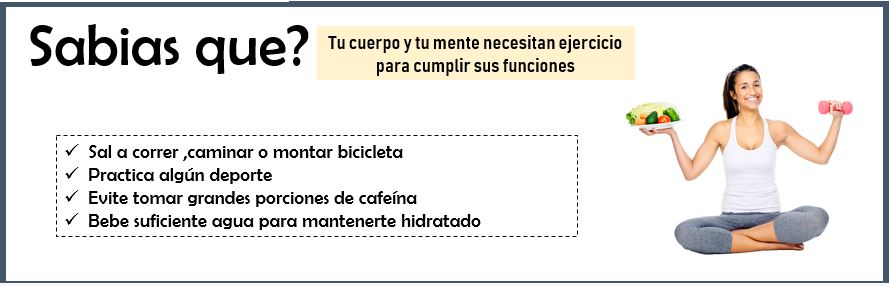 Sabias que?
Tu cuerpo y tu mente necesitan ejercicio
para cumplir sus funciones
✓ Sal a correr ,caminar o montar bicicleta
✓ Practica algún deporte
✓ Evite tomar grandes porciones de cafeína
✓ Bebe suficiente agua para mantenerte hidratado